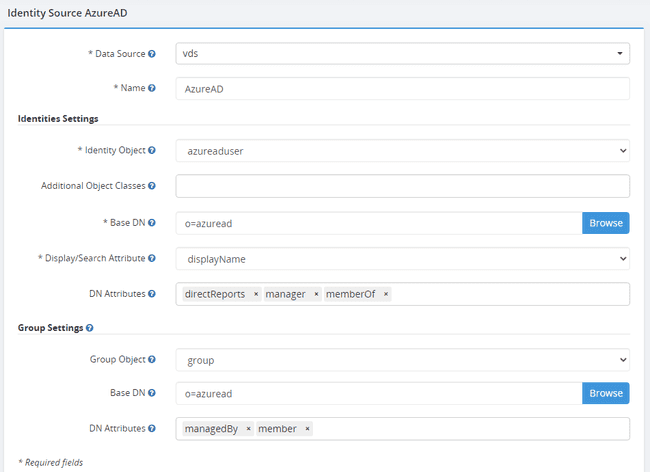 Identity Source AzureAD
* Data Source vds
* Name AzureAD
Identities Settings
* Identity Object azureaduser
Additional Object Classes
* Base DN o=azuread Browse
* Display/Search Attribute displayName
DN Attributes directReports × manager × memberOf ×
Group Settings
Group Object group
Base DN o=azuread Browse
DN Attributes managedBy × member ×
* Required fields